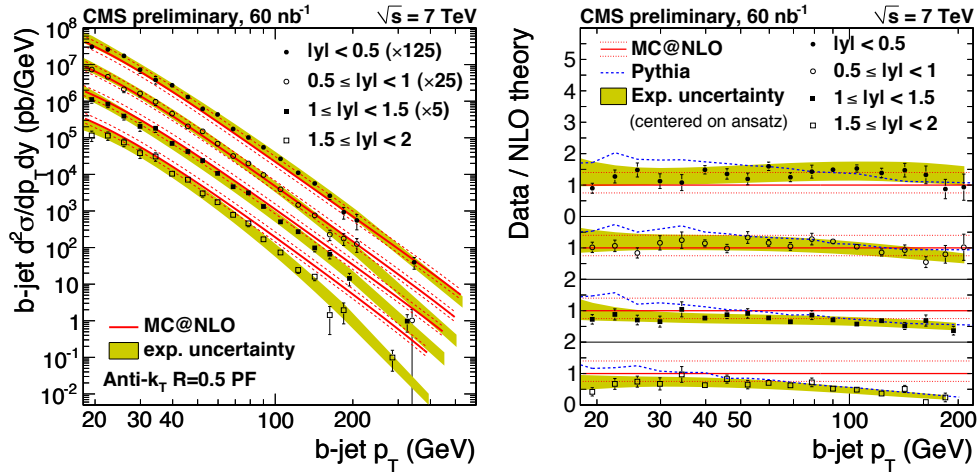 CMS preliminary, 60 nb⁻¹ √s = 7 TeV
b-jet d²σ/dp_T dy (pb/GeV)
10⁸
10⁷
10⁶
10⁵
10⁴
10³
10²
10
1
10⁻¹
10⁻²
|y| < 0.5 (×125)
0.5 ≤ |y| < 1 (×25)
1 ≤ |y| < 1.5 (×5)
1.5 ≤ |y| < 2
MC@NLO
exp. uncertainty
Anti-k_T R=0.5 PF
20 30 40 100 200
b-jet p_T (GeV)
CMS preliminary, 60 nb⁻¹ √s = 7 TeV
Data / NLO theory
MC@NLO
Pythia
Exp. uncertainty
(centered on ansatz)
|y| < 0.5
0.5 ≤ |y| < 1
1 ≤ |y| < 1.5
1.5 ≤ |y| < 2
5
4
3
2
1
0
1
2
1
2
1
0
20 30 40 100 200
b-jet p_T (GeV)